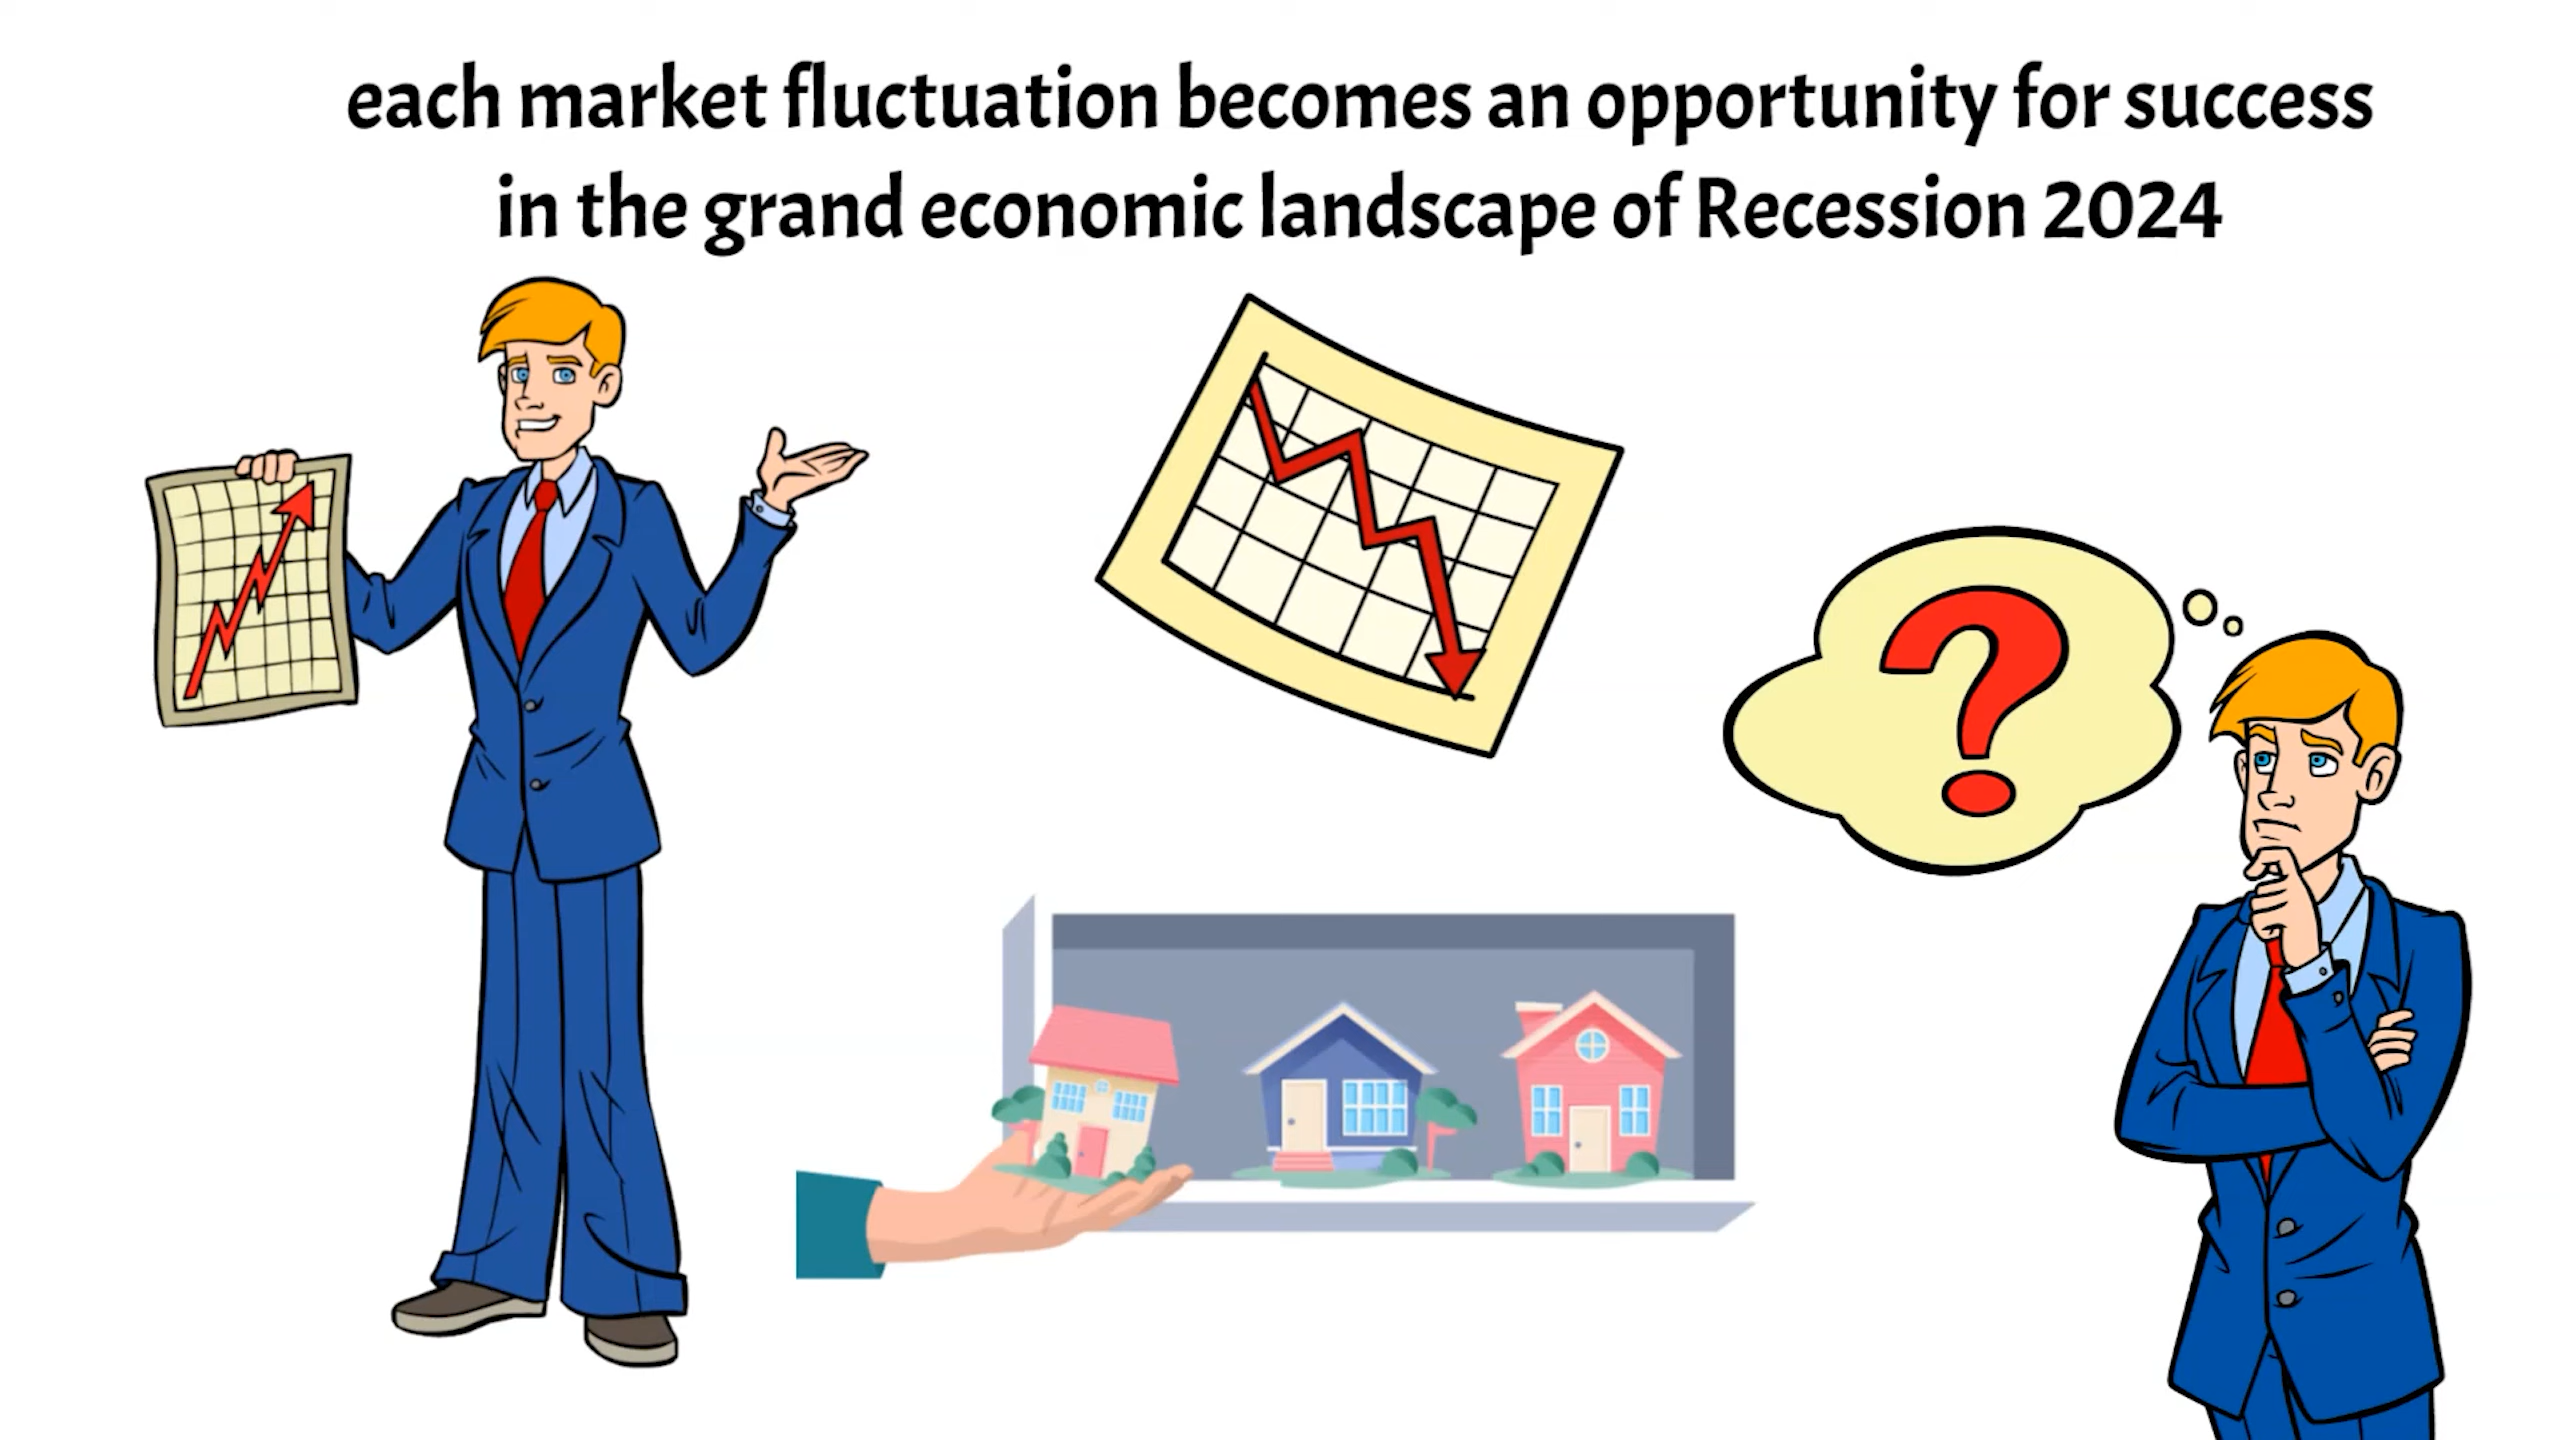 each market fluctuation becomes an opportunity for success
in the grand economic landscape of Recession 2024
?